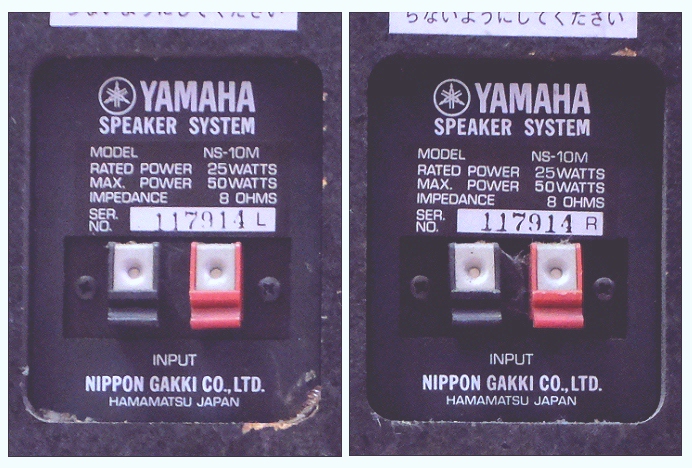 らないようにしてください
YAMAHA
SPEAKER SYSTEM
MODEL NS-10M
RATED POWER 25WATTS
MAX. POWER 50WATTS
IMPEDANCE 8 OHMS
SER. NO. 117914 L
INPUT
NIPPON GAKKI CO., LTD.
HAMAMATSU JAPAN
らないようにしてください
YAMAHA
SPEAKER SYSTEM
MODEL NS-10M
RATED POWER 25WATTS
MAX. POWER 50WATTS
IMPEDANCE 8 OHMS
SER. NO. 117914 R
INPUT
NIPPON GAKKI CO., LTD.
HAMAMATSU JAPAN